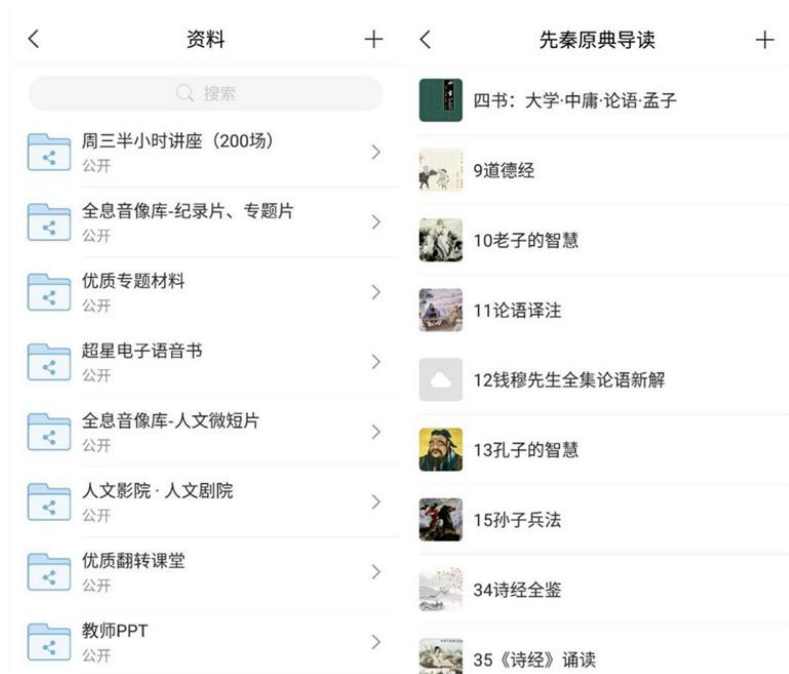 资料
搜索
周三半小时讲座（200场）
公开
全息音像库-纪录片、专题片
公开
优质专题材料
公开
超星电子语音书
公开
全息音像库-人文微短片
公开
人文影院·人文剧院
公开
优质翻转课堂
公开
教师PPT
公开
先秦原典导读
四书：大学·中庸·论语·孟子
9道德经
10老子的智慧
11论语译注
12钱穆先生全集论语新解
13孔子的智慧
15孙子兵法
34诗经全鉴
35《诗经》诵读